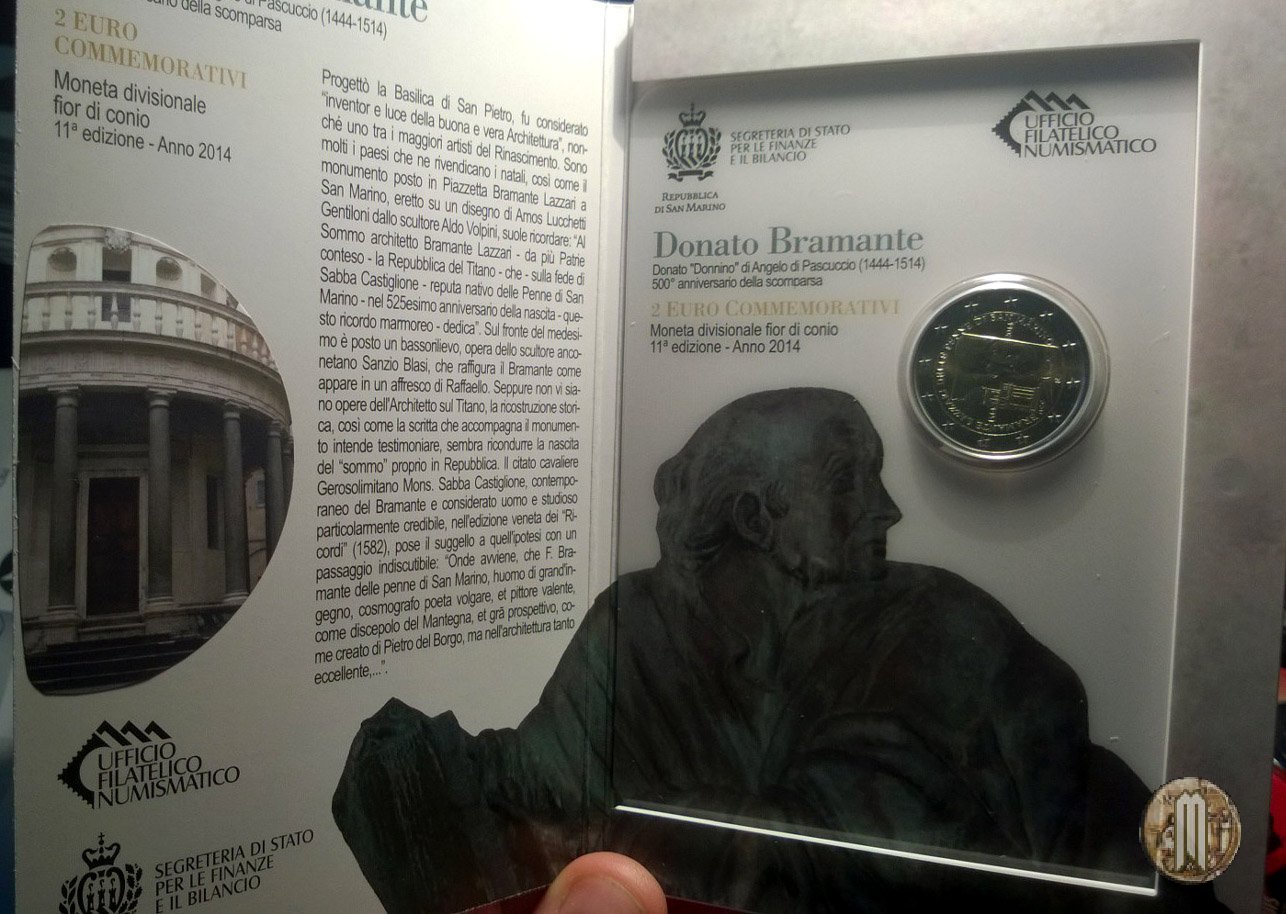 Bramante
di Pascuccio (1444-1514)
della scomparsa
2 EURO
COMMEMORATIVI
Moneta divisionale
fior di conio
11ª edizione - Anno 2014
Progettò la Basilica di San Pietro, fu considerato
“inventor e luce della buona e vera Architettura”, non-
ché uno tra i maggiori artisti del Rinascimento. Sono
molti i paesi che ne rivendicano i natali, così come il
monumento posto in Piazzetta Bramante Lazzari a
San Marino, eretto su un disegno di Amos Lucchetti
Gentiloni dallo scultore Aldo Volpini, suole ricordare: “Al
Sommo architetto Bramante Lazzari - da più Patrie
conteso - la Repubblica del Titano - che - sulla fede di
Sabba Castiglione - reputa nativo delle Penne di San
Marino - nel 525esimo anniversario della nascita - que-
sto ricordo marmoreo - dedica”. Sul fronte del medesi-
mo è posto un bassorilievo, opera dello scultore anco-
netano Sanzio Blasi, che raffigura il Bramante come
appare in un affresco di Raffaello. Seppure non vi sia-
no opere dell'Architetto sul Titano, la ricostruzione stori-
ca, così come la scritta che accompagna il monumen-
to intende testimoniare, sembra ricondurre la nascita
del “sommo” proprio in Repubblica. Il citato cavaliere
Gerosolimitano Mons. Sabba Castiglione, contempo-
raneo del Bramante e considerato uomo e studioso
particolarmente credibile, nell'edizione veneta dei “Ri-
cordi” (1582), pose il suggello a quell'ipotesi con un
passaggio indiscutibile: “Onde avviene, che F. Bra-
mante delle penne di San Marino, huomo di grand'in-
gegno, cosmografo poeta volgare, et pittore valente,
come discepolo del Mantegna, et grã prospettivo, co-
me creato di Pietro del Borgo, ma nell'architettura tanto
eccellente,...”.
UFFICIO
FILATELICO
NUMISMATICO
SEGRETERIA DI STATO
PER LE FINANZE
E IL BILANCIO
SEGRETERIA DI STATO
PER LE FINANZE
E IL BILANCIO
REPUBBLICA
DI SAN MARINO
UFFICIO
FILATELICO
NUMISMATICO
Donato Bramante
Donato "Donnino" di Angelo di Pascuccio (1444-1514)
500° anniversario della scomparsa
2 EURO COMMEMORATIVI
Moneta divisionale fior di conio
11ª edizione - Anno 2014